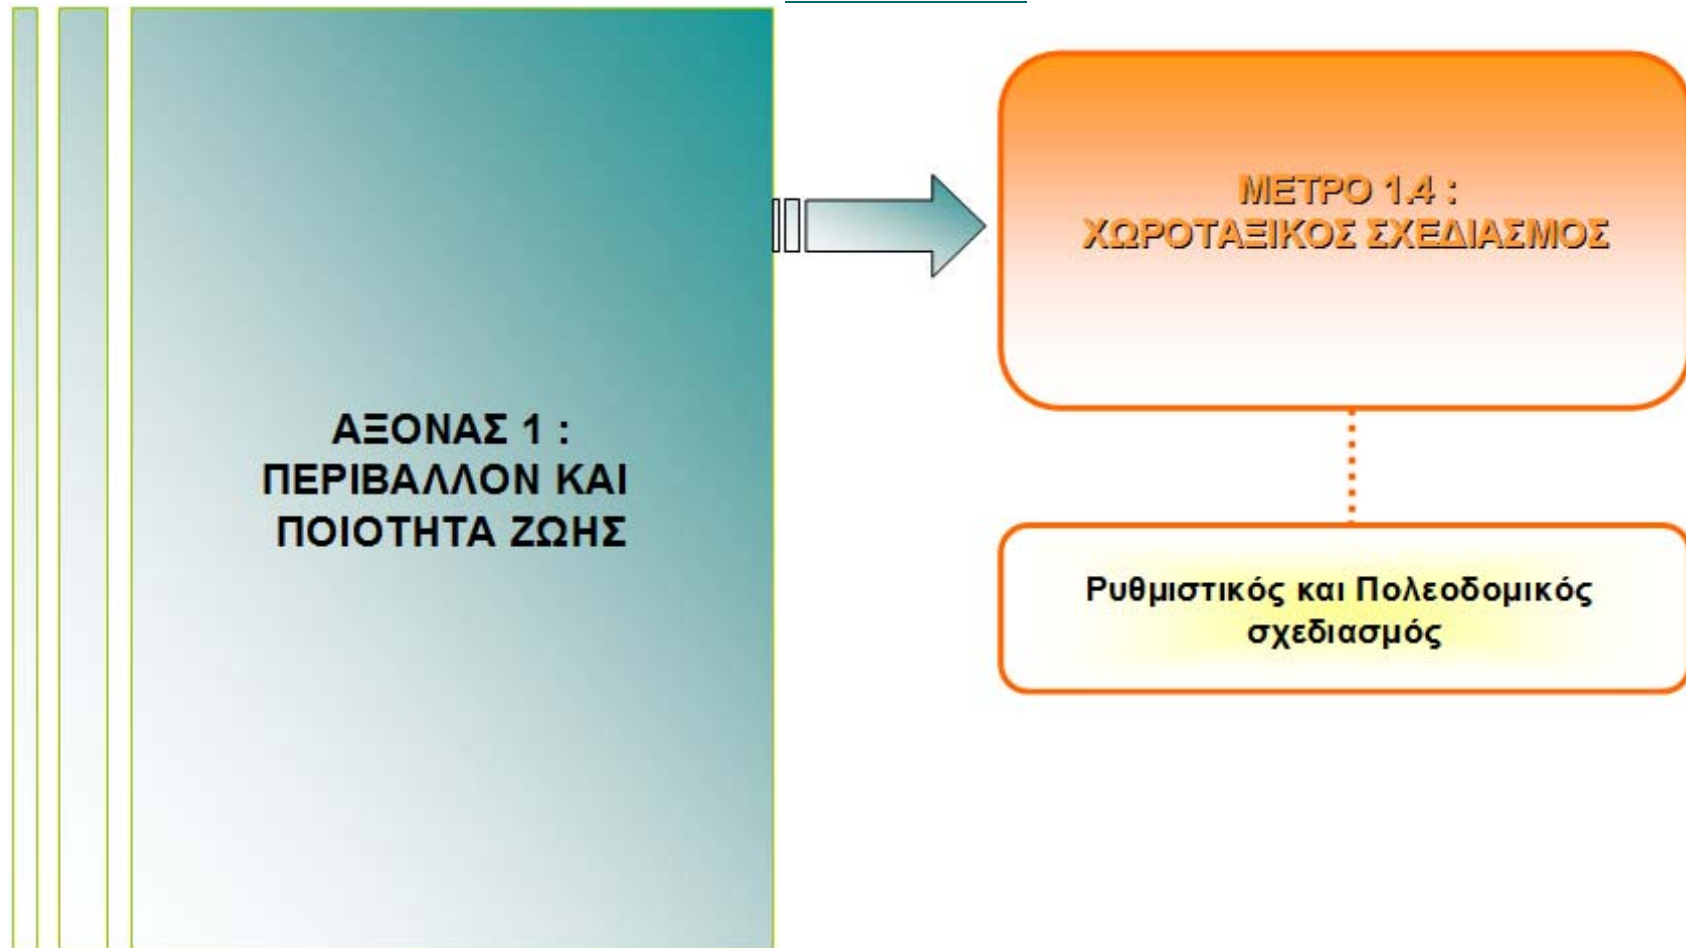 ΑΞΟΝΑΣ 1 :
ΠΕΡΙΒΑΛΛΟΝ ΚΑΙ
ΠΟΙΟΤΗΤΑ ΖΩΗΣ
ΜΕΤΡΟ 1.4 :
ΧΩΡΟΤΑΞΙΚΟΣ ΣΧΕΔΙΑΣΜΟΣ
Ρυθμιστικός και Πολεοδομικός
σχεδιασμός